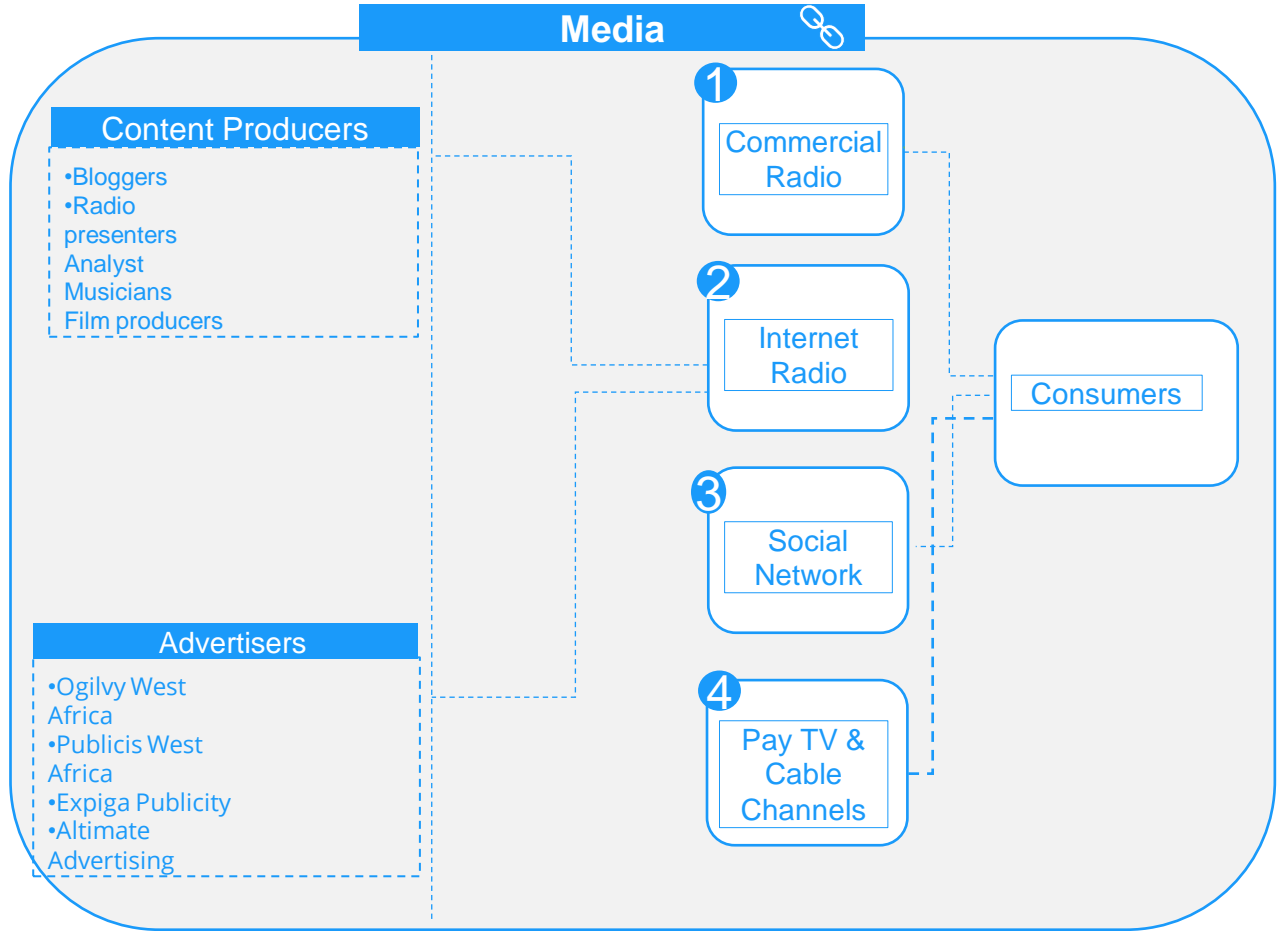 Media
Content Producers
•Bloggers
•Radio
presenters
Analyst
Musicians
Film producers
Advertisers
•Ogilvy West
Africa
•Publicis West
Africa
•Expiga Publicity
•Altimate
Advertising
1
Commercial
Radio
2
Internet
Radio
3
Social
Network
4
Pay TV &
Cable
Channels
Consumers